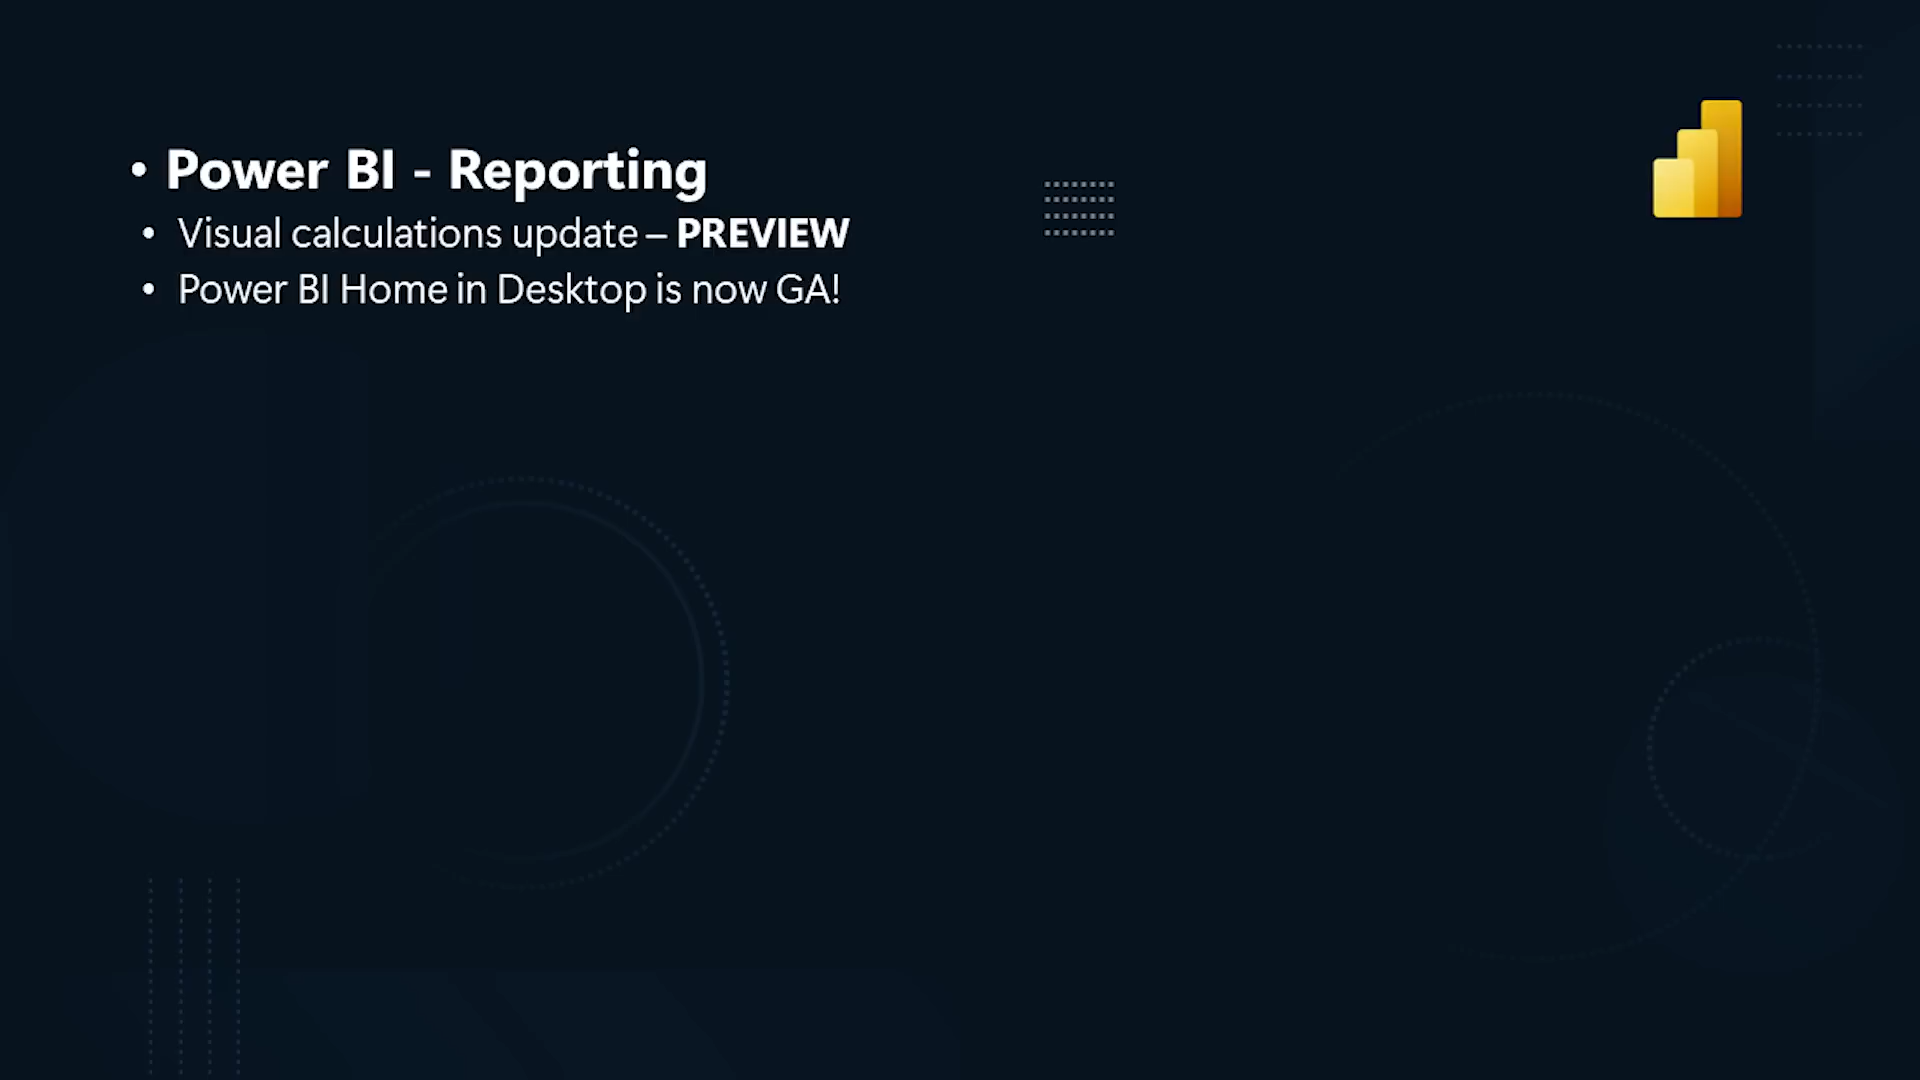 • Power BI - Reporting
• Visual calculations update – PREVIEW
• Power BI Home in Desktop is now GA!